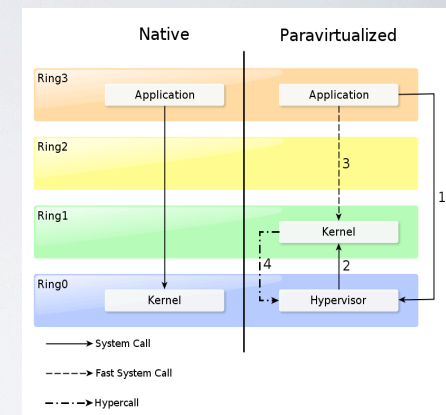 Native
Paravirtualized
Ring3
Application
Application
Ring2
3
1
Ring1
Kernel
4
2
Ring0
Kernel
Hypervisor
System Call
Fast System Call
Hypercall